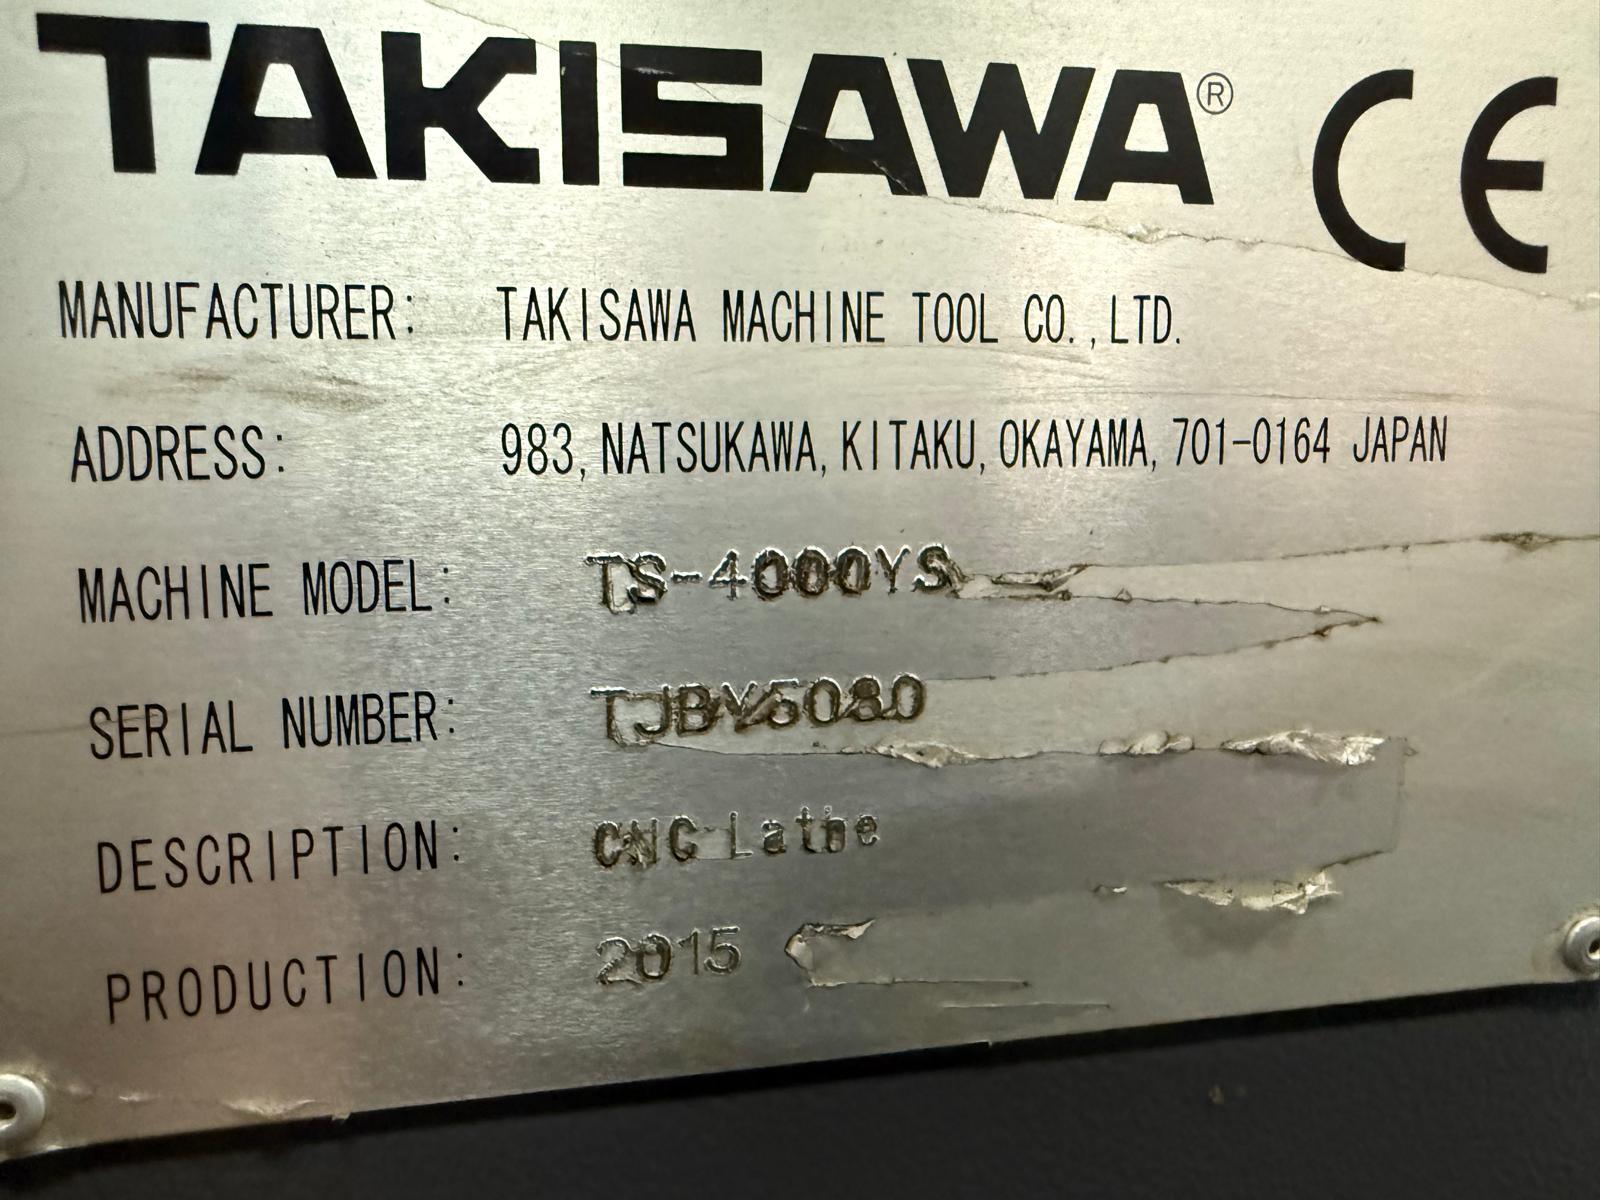 TAKISAWA® CE
MANUFACTURER: TAKISAWA MACHINE TOOL CO.,LTD.
ADDRESS: 983,NATSUKAWA,KITAKU,OKAYAMA,701-0164 JAPAN
MACHINE MODEL: TS-4000YS
SERIAL NUMBER: TJBY5080
DESCRIPTION: CNC Lathe
PRODUCTION: 2015